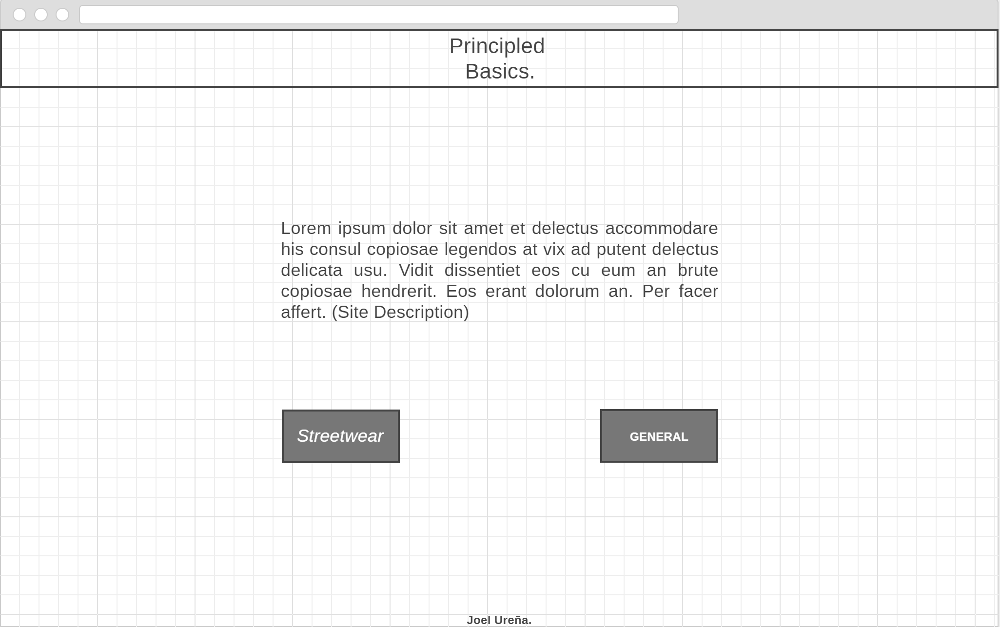 Principled
Basics.
Lorem ipsum dolor sit amet et delectus accommodare
his consul copiosae legendos at vix ad putent delectus
delicata usu. Vidit dissentiet eos cu eum an brute
copiosae hendrerit. Eos erant dolorum an. Per facer
affert. (Site Description)
Streetwear
GENERAL
Joel Ureña.